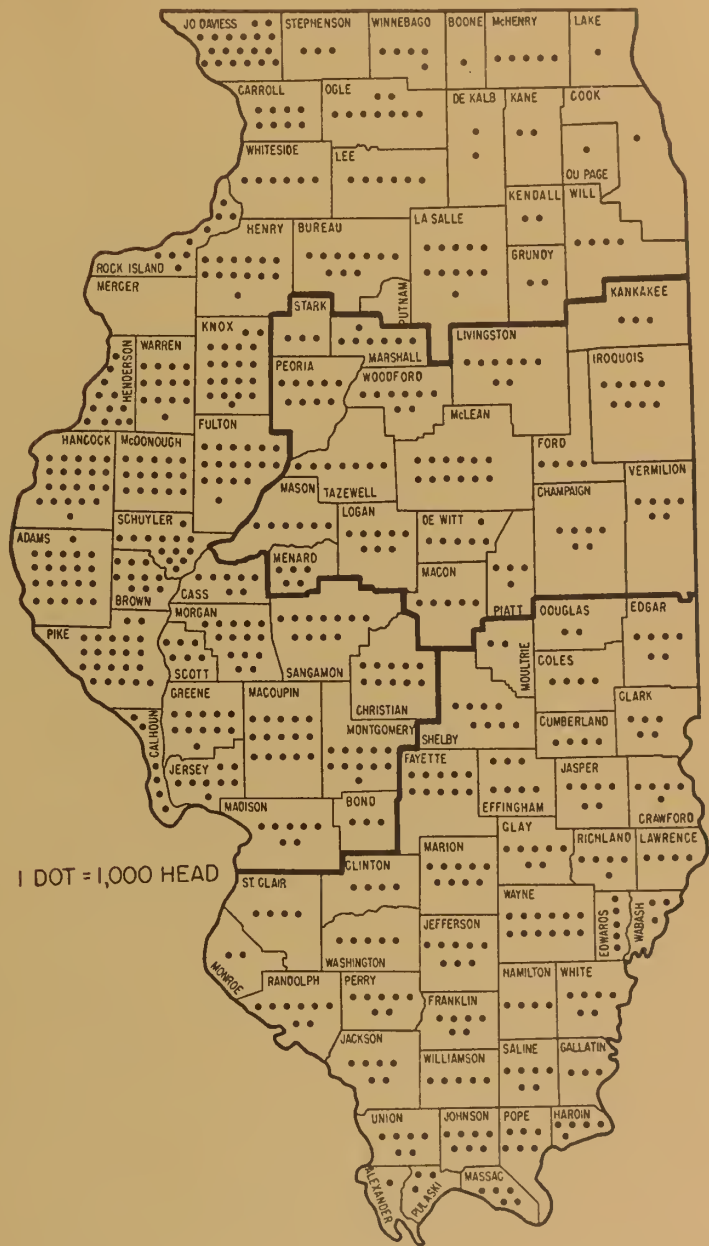 JO DAVIESS
STEPHENSON
WINNEBAGO
BOONE
McHENRY
LAKE
CARROLL
OGLE
DE KALB
KANE
COOK
WHITESIDE
LEE
DU PAGE
KENDALL
WILL
HENRY
BUREAU
LA SALLE
GRUNDY
ROCK ISLAND
MERCER
PUTNAM
KANKAKEE
STARK
KNOX
MARSHALL
LIVINGSTON
HENDERSON
WARREN
PEORIA
WOODFORD
IROQUOIS
McLEAN
HANCOCK
McDONOUGH
FULTON
FORD
TAZEWELL
VERMILION
MASON
CHAMPAIGN
SCHUYLER
LOGAN
DE WITT
ADAMS
MENARD
MACON
BROWN
CASS
PIATT
DOUGLAS
EDGAR
PIKE
MORGAN
MOULTRIE
SCOTT
SANGAMON
COLES
GREENE
MACOUPIN
CHRISTIAN
CLARK
CALHOUN
MONTGOMERY
SHELBY
CUMBERLAND
JERSEY
FAYETTE
EFFINGHAM
JASPER
MADISON
BOND
CRAWFORD
CLAY
RICHLAND
LAWRENCE
MARION
1 DOT = 1,000 HEAD
ST. CLAIR
CLINTON
WAYNE
EDWARDS
WABASH
JEFFERSON
WASHINGTON
MONROE
RANDOLPH
PERRY
HAMILTON
WHITE
FRANKLIN
JACKSON
WILLIAMSON
SALINE
GALLATIN
UNION
JOHNSON
POPE
HARDIN
ALEXANDER
PULASKI
MASSAC